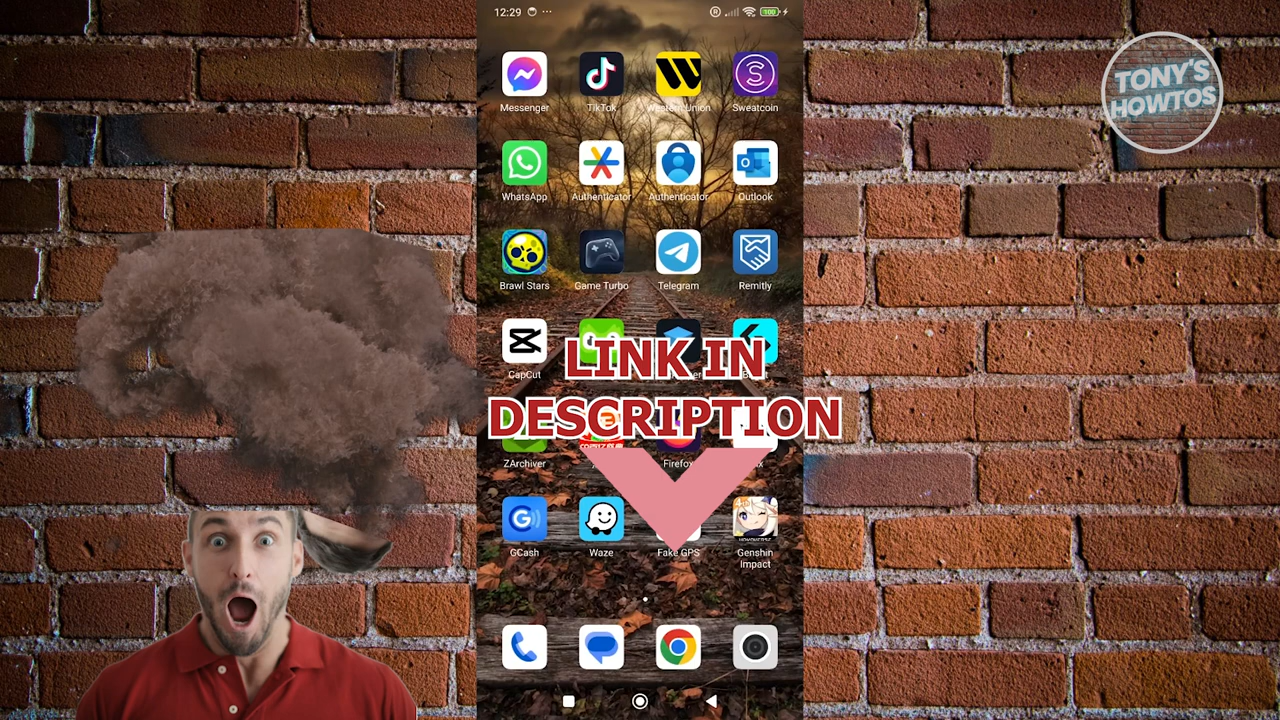 12:29
100
TONY'S
HOWTOS
Messenger
TikTok
Western Union
Sweatcoin
WhatsApp
Authenticator
Authenticator
Outlook
Brawl Stars
Game Turbo
Telegram
Remitly
CapCut
LINK IN
DESCRIPTION
ZArchiver
Firefox
GCash
Waze
Fake GPS
Genshin
Impact